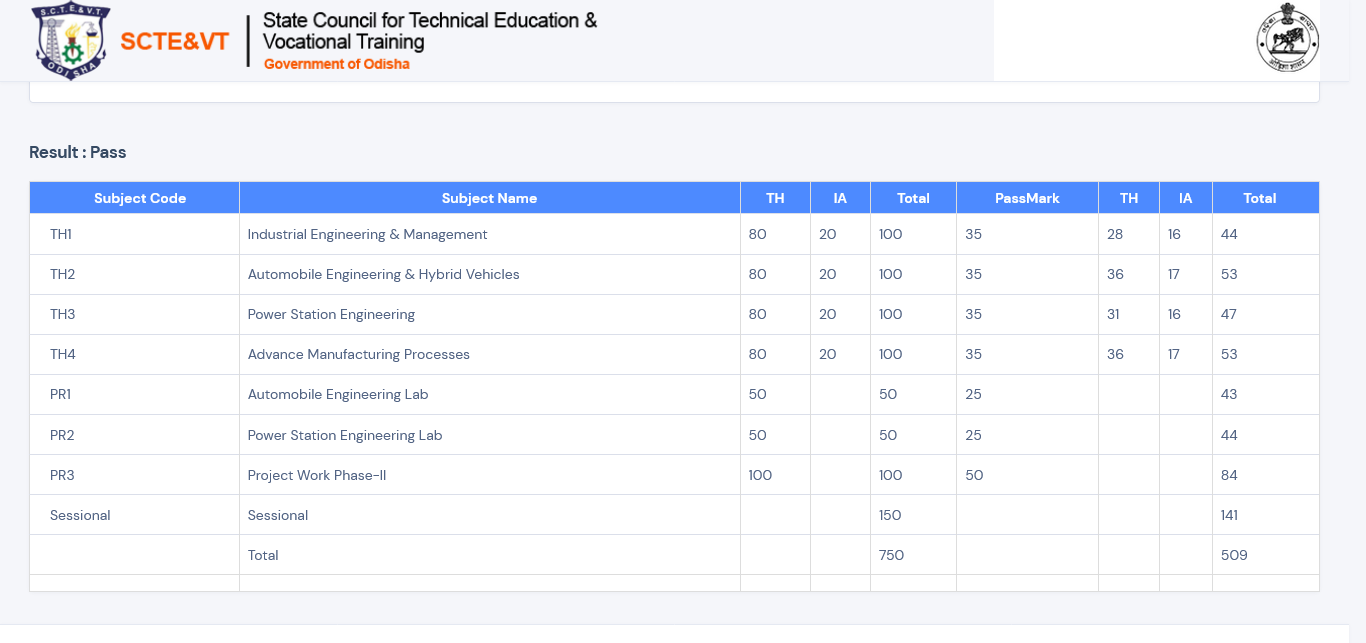 S.C.T.E.&V.T.
ODISHA
SCTE&VT
State Council for Technical Education &
Vocational Training
Government of Odisha
Result : Pass
Subject Code Subject Name TH IA Total PassMark TH IA Total
TH1 Industrial Engineering & Management 80 20 100 35 28 16 44
TH2 Automobile Engineering & Hybrid Vehicles 80 20 100 35 36 17 53
TH3 Power Station Engineering 80 20 100 35 31 16 47
TH4 Advance Manufacturing Processes 80 20 100 35 36 17 53
PR1 Automobile Engineering Lab 50 50 25 43
PR2 Power Station Engineering Lab 50 50 25 44
PR3 Project Work Phase-II 100 100 50 84
Sessional Sessional 150 141
Total 750 509